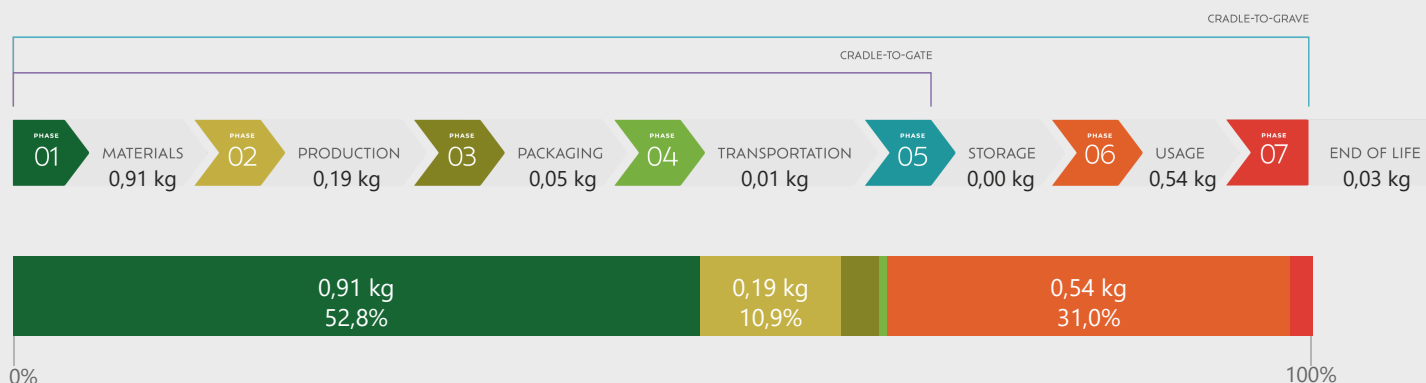 CRADLE-TO-GRAVE
CRADLE-TO-GATE
PHASE
01
MATERIALS
0,91 kg
PHASE
02
PRODUCTION
0,19 kg
PHASE
03
PACKAGING
0,05 kg
PHASE
04
TRANSPORTATION
0,01 kg
PHASE
05
STORAGE
0,00 kg
PHASE
06
USAGE
0,54 kg
PHASE
07
END OF LIFE
0,03 kg
0,91 kg
52,8%
0,19 kg
10,9%
0,54 kg
31,0%
0%
100%